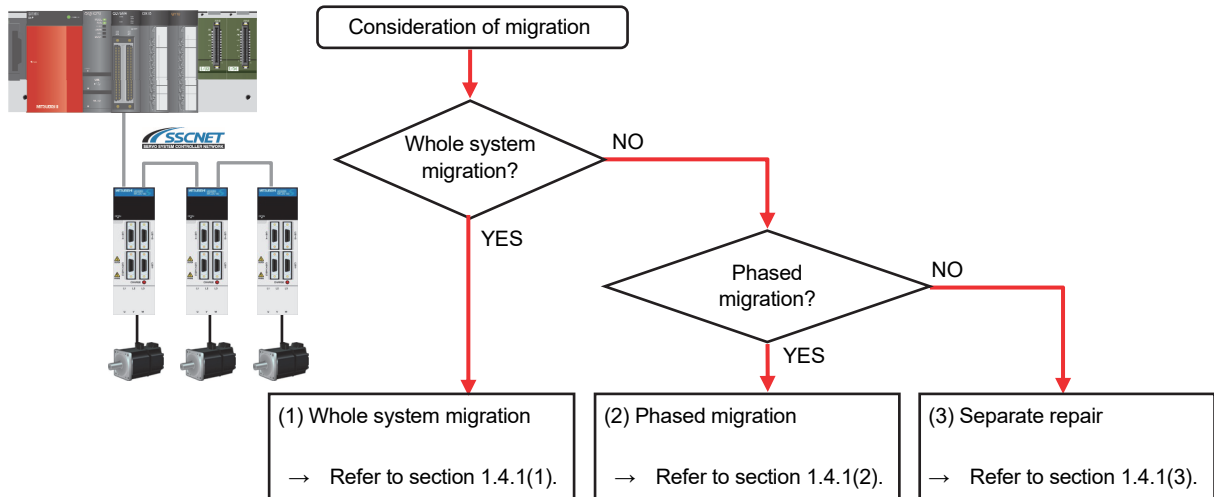 Consideration of migration
Whole system
migration?
NO
YES
Phased
migration?
NO
YES
(1) Whole system migration
→ Refer to section 1.4.1(1).
(2) Phased migration
→ Refer to section 1.4.1(2).
(3) Separate repair
→ Refer to section 1.4.1(3).
SSCNET
SERVO SYSTEM CONTROLLER NETWORK
MITSUBISHI